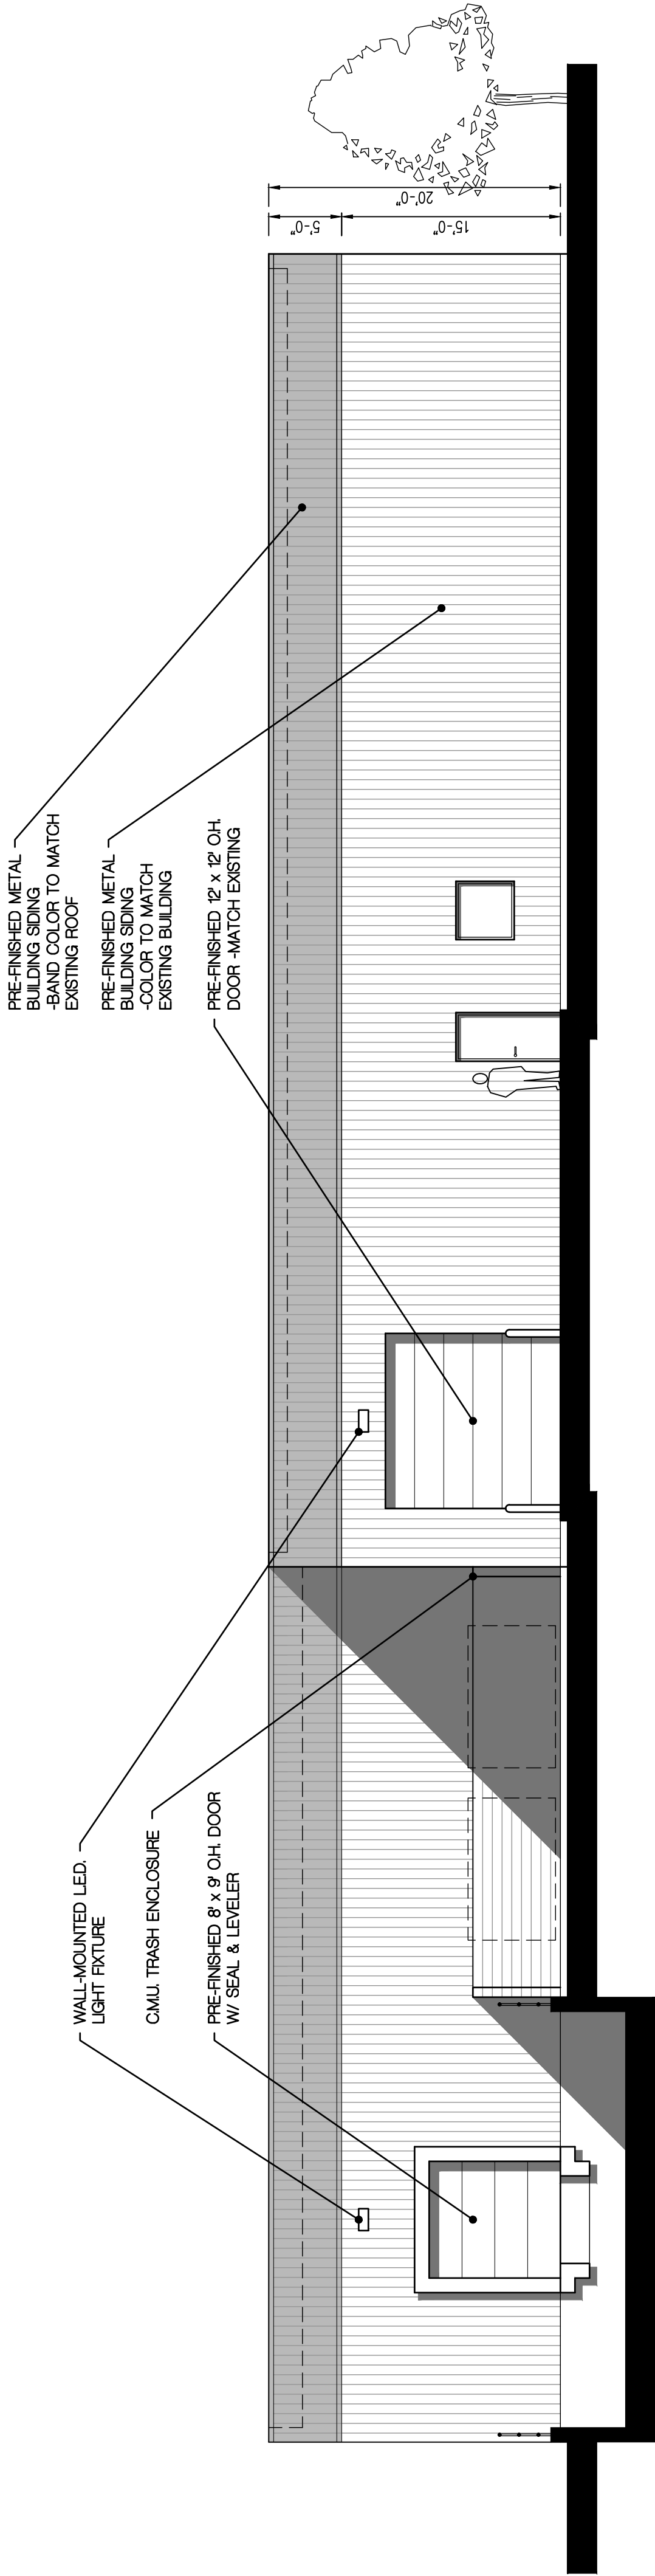 WALL-MOUNTED L.E.D.
LIGHT FIXTURE
C.M.U. TRASH ENCLOSURE
PRE-FINISHED 8' x 9' O.H. DOOR
W/ SEAL & LEVELER
PRE-FINISHED METAL
BUILDING SIDING
-BAND COLOR TO MATCH
EXISTING ROOF
PRE-FINISHED METAL
BUILDING SIDING
-COLOR TO MATCH
EXISTING BUILDING
PRE-FINISHED 12' x 12' O.H.
DOOR -MATCH EXISTING
5'-0"
15'-0"
20'-0"